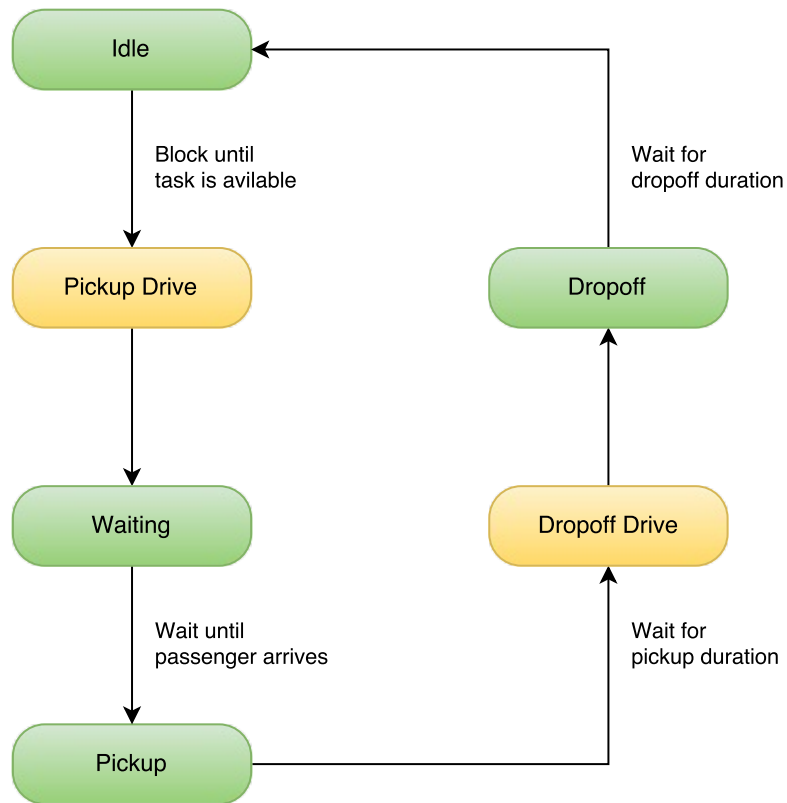 Idle
Block until
task is avilable
Pickup Drive
Waiting
Wait until
passenger arrives
Pickup
Wait for
pickup duration
Dropoff Drive
Dropoff
Wait for
dropoff duration